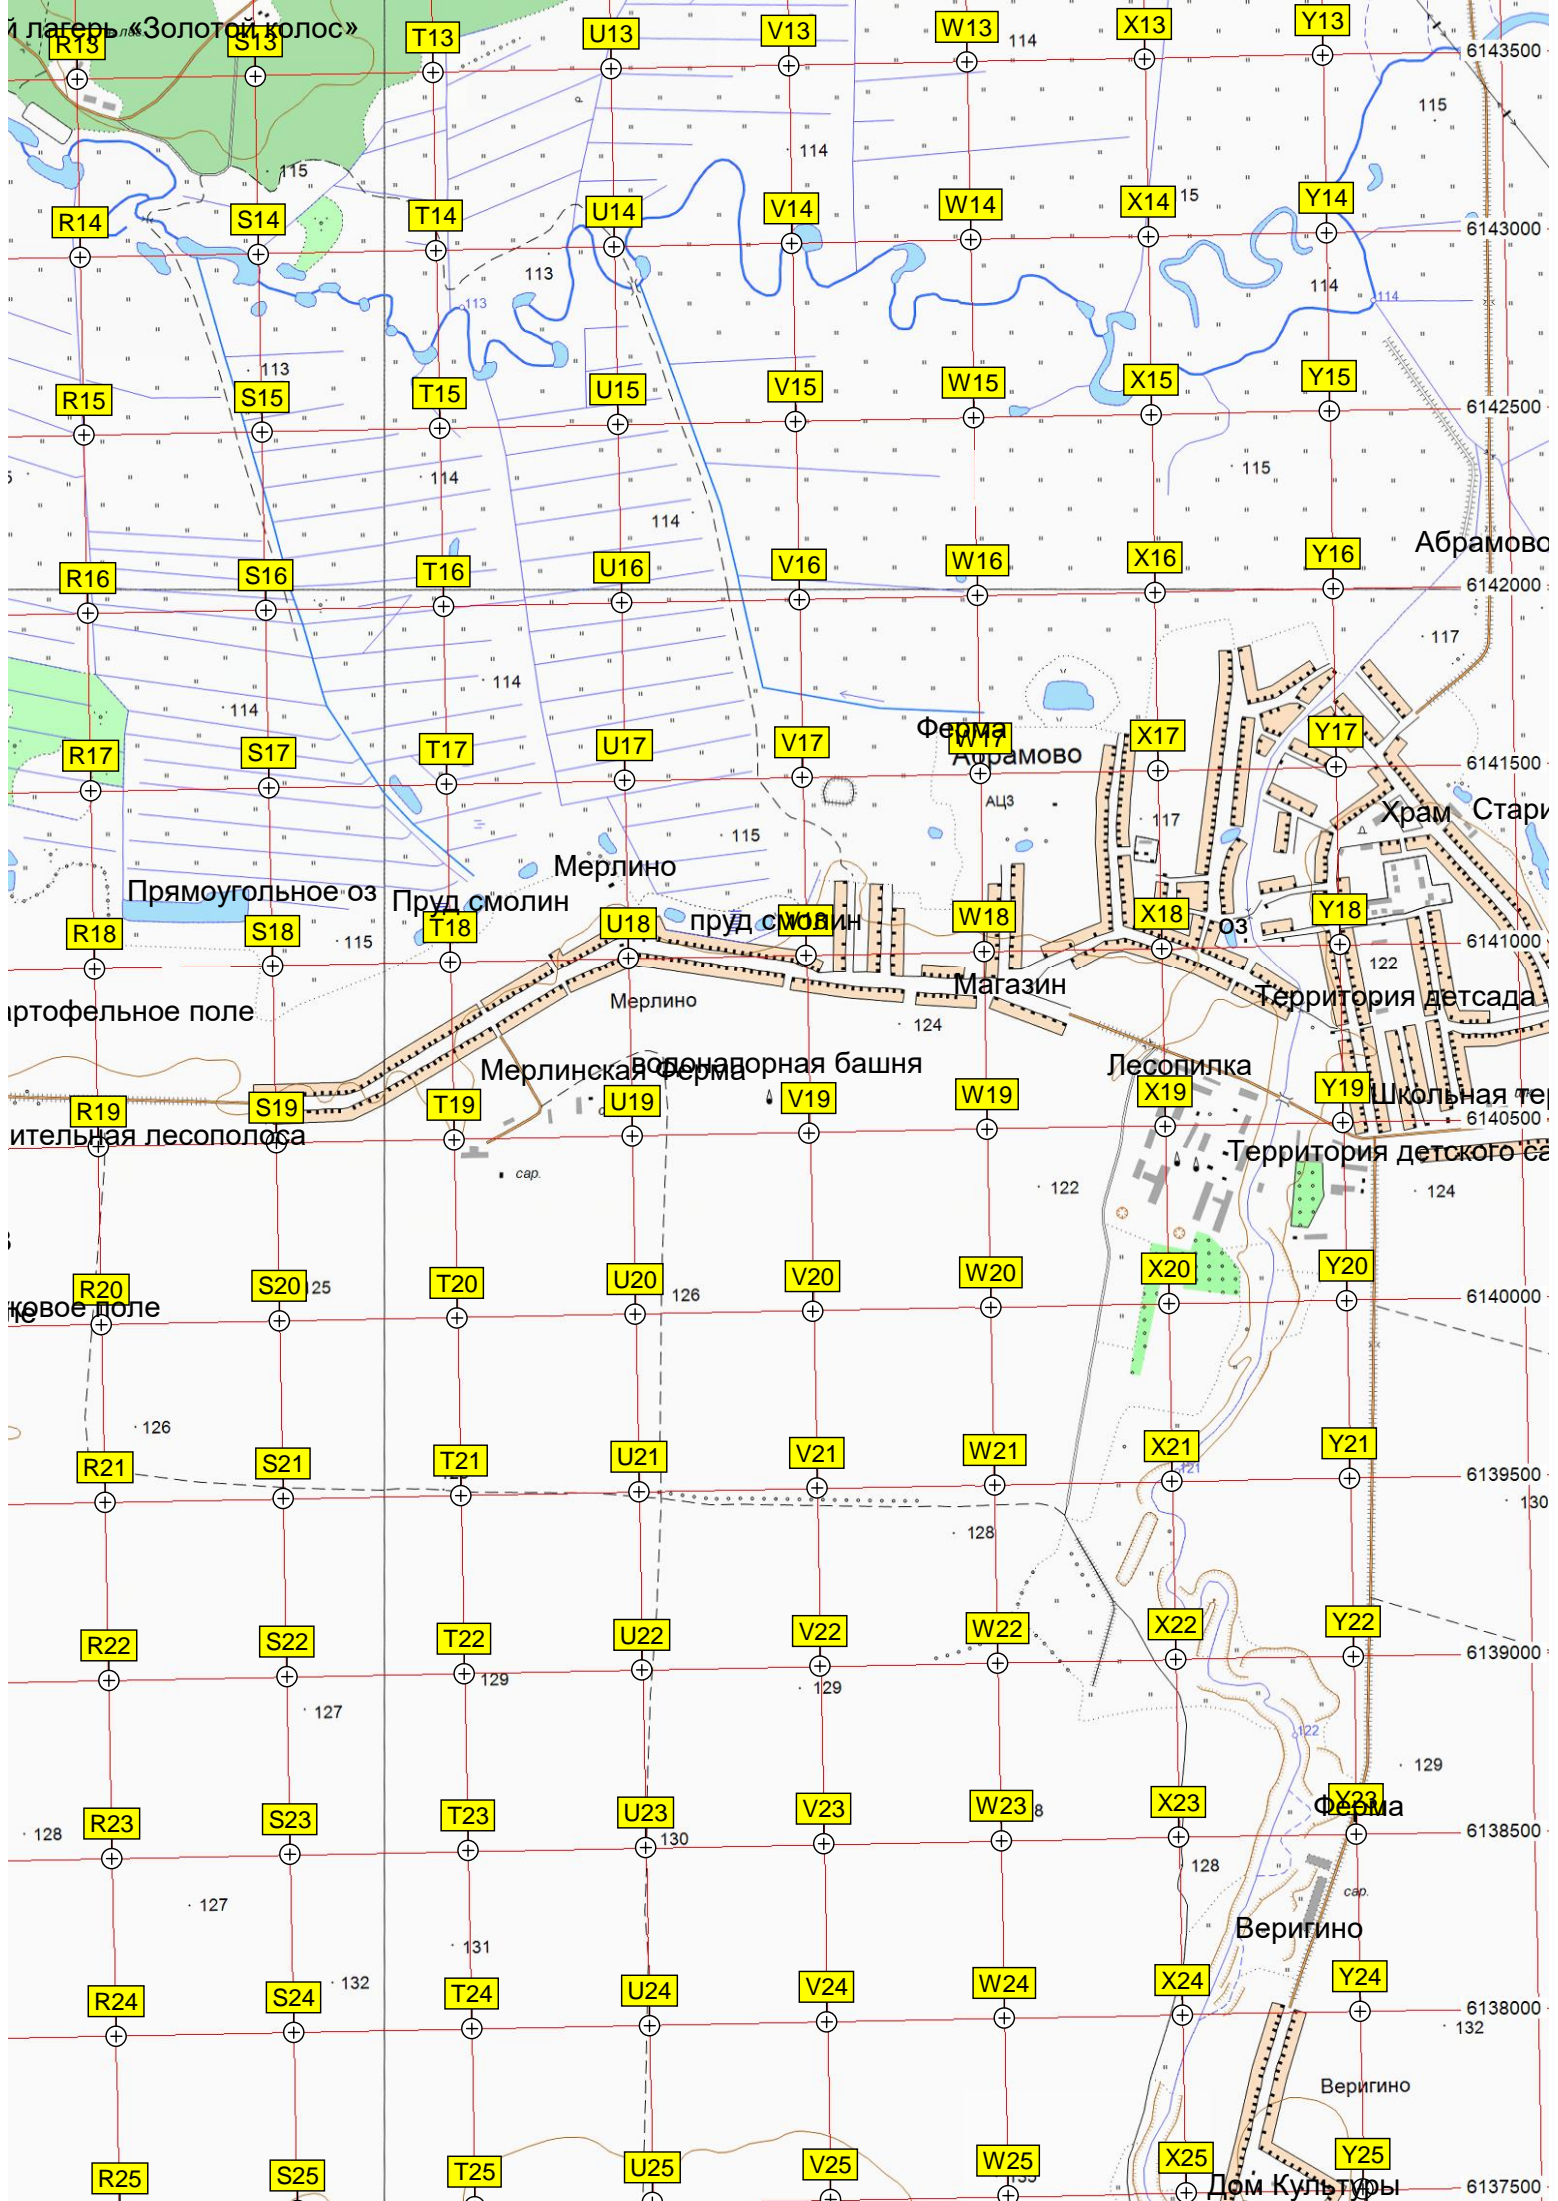 й лагерь «Золотой колос»
R13 S13 T13 U13 V13 W13 X13 Y13
114
6143500
115
114
115
R14 S14 T14 U14 V14 W14 X14 Y14
15
6143000
113
114
113
114
113
R15 S15 T15 U15 V15 W15 X15 Y15
6142500
114
115
114
Абрамово
R16 S16 T16 U16 V16 W16 X16 Y16
6142000
117
114
114
Ферма
R17 S17 T17 U17 V17 W17 X17 Y17
Абрамово
6141500
АЦЗ
Храм
Стари
117
115
Мерлино
Прямоугольное оз
Пруд смолин
R18 S18 T18 U18 V18 W18 X18 Y18
пруд смолин
оз
6141000
115
122
Магазин
Мерлино
Территория детсада
артофельное поле
124
Мерлинская Ферма
водонапорная башня
Лесопилка
R19 S19 T19 U19 V19 W19 X19 Y19
Школьная тер
6140500
ительная лесополоса
Территория детского са
сар.
122
124
R20 S20 T20 U20 V20 W20 X20 Y20
125
126
6140000
ковое поле
126
R21 S21 T21 U21 V21 W21 X21 Y21
121
6139500
130
128
R22 S22 T22 U22 V22 W22 X22 Y22
6139000
129
129
127
122
129
R23 S23 T23 U23 V23 W23 X23 Y23
8
Ферма
128
130
6138500
128
сар.
127
Веригино
131
132
R24 S24 T24 U24 V24 W24 X24 Y24
6138000
132
Веригино
R25 S25 T25 U25 V25 W25 X25 Y25
Дом Культуры
6137500